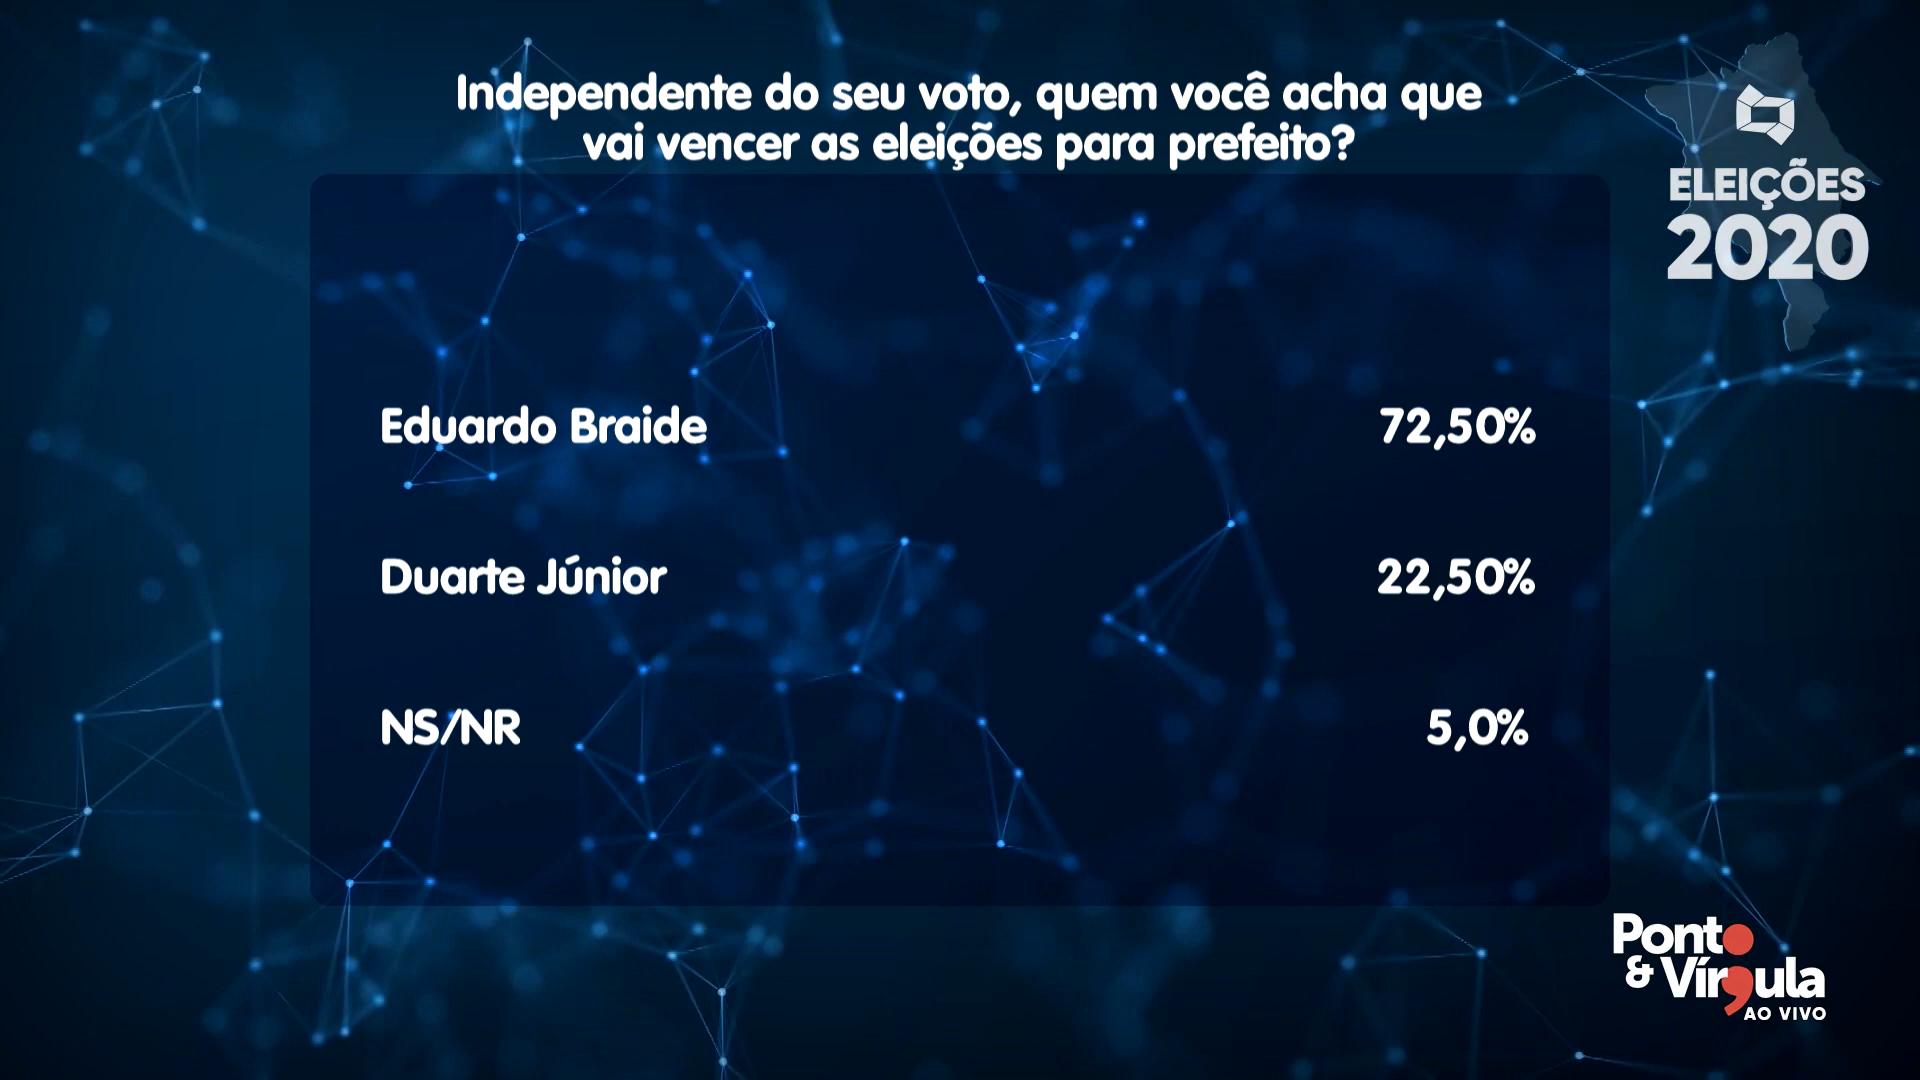 Independente do seu voto, quem você acha que
vai vencer as eleições para prefeito?
ELEIÇÕES
2020
Eduardo Braide 72,50%
Duarte Júnior 22,50%
NS/NR 5,0%
Ponto
& Vírgula
AO VIVO